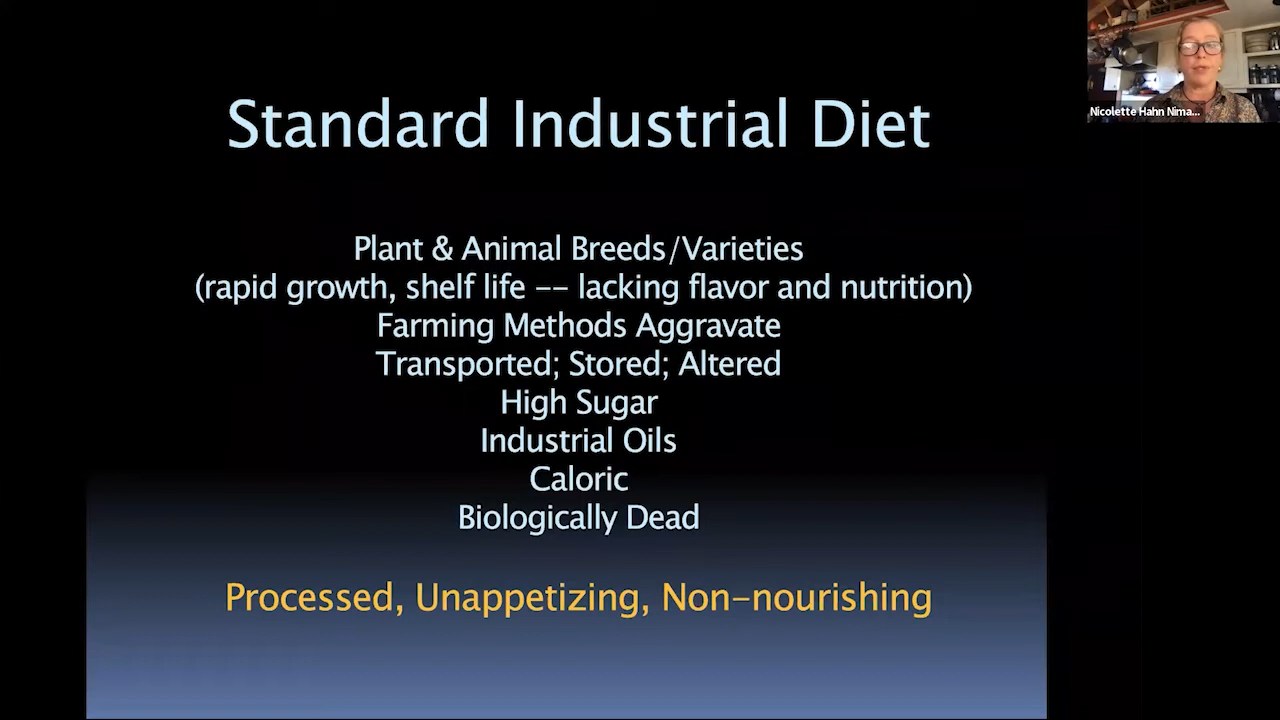 Standard Industrial Diet
Nicolette Hahn Nima...
Plant & Animal Breeds/Varieties
(rapid growth, shelf life -- lacking flavor and nutrition)
Farming Methods Aggravate
Transported; Stored; Altered
High Sugar
Industrial Oils
Caloric
Biologically Dead
Processed, Unappetizing, Non-nourishing